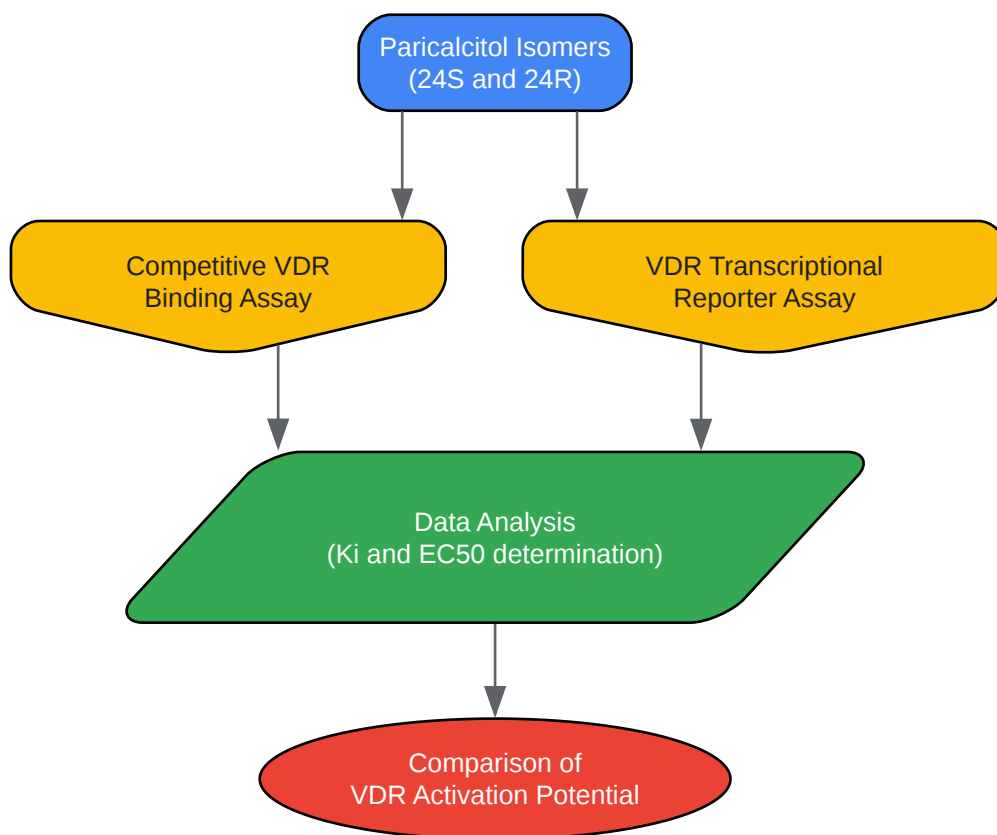 Paricalcitol Isomers
(24S and 24R)
Competitive VDR
Binding Assay
VDR Transcriptional
Reporter Assay
Data Analysis
(Ki and EC50 determination)
Comparison of
VDR Activation Potential